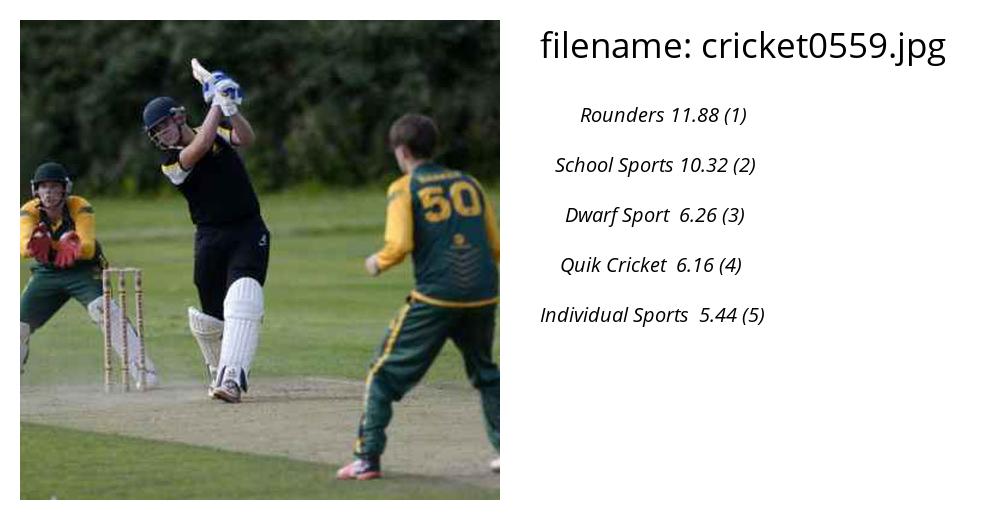 filename: cricket0559.jpg
Rounders 11.88 (1)
School Sports 10.32 (2)
Dwarf Sport 6.26 (3)
Quik Cricket 6.16 (4)
Individual Sports 5.44 (5)
50